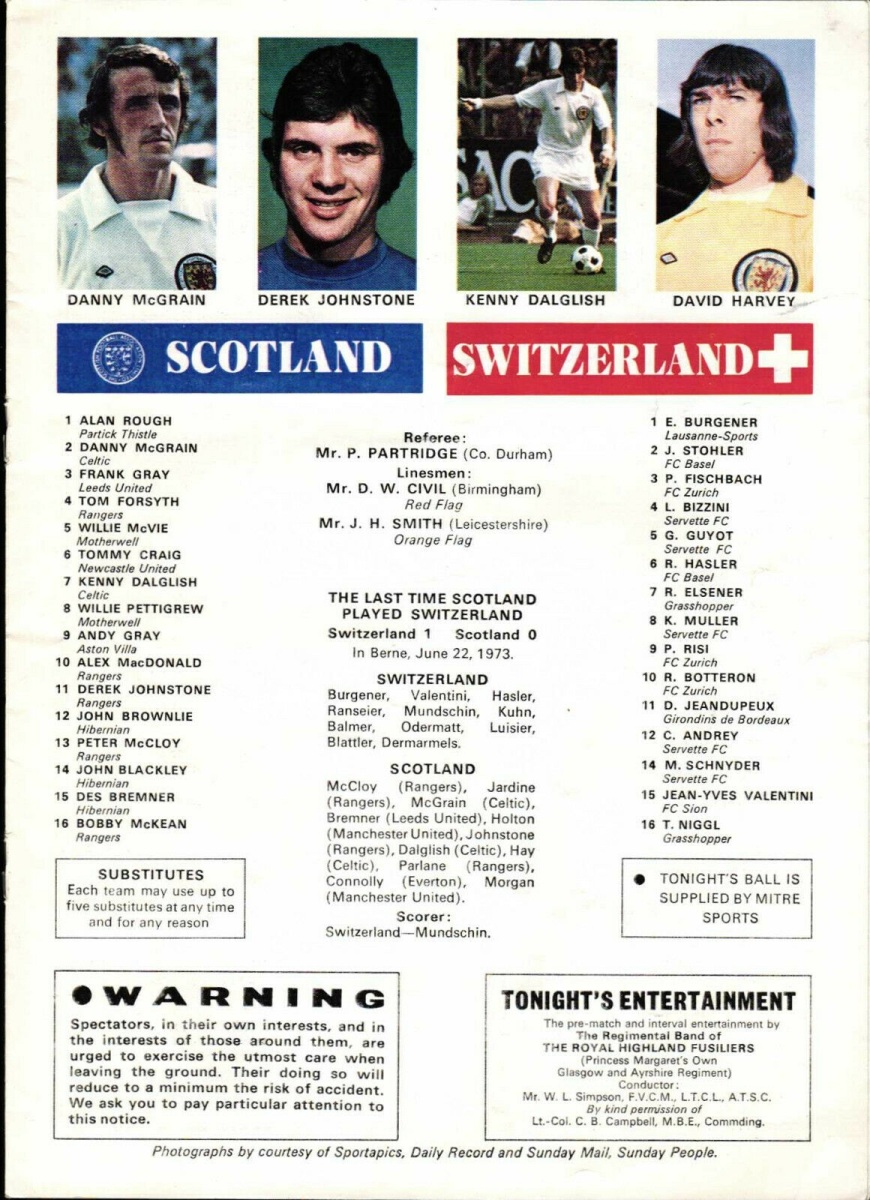 DANNY McGRAIN
DEREK JOHNSTONE
KENNY DALGLISH
DAVID HARVEY
SCOTLAND
SWITZERLAND
1 ALAN ROUGH
Partick Thistle
2 DANNY McGRAIN
Celtic
3 FRANK GRAY
Leeds United
4 TOM FORSYTH
Rangers
5 WILLIE McVIE
Motherwell
6 TOMMY CRAIG
Newcastle United
7 KENNY DALGLISH
Celtic
8 WILLIE PETTIGREW
Motherwell
9 ANDY GRAY
Aston Villa
10 ALEX MacDONALD
Rangers
11 DEREK JOHNSTONE
Rangers
12 JOHN BROWNLIE
Hibernian
13 PETER McCLOY
Rangers
14 JOHN BLACKLEY
Hibernian
15 DES BREMNER
Hibernian
16 BOBBY McKEAN
Rangers
SUBSTITUTES
Each team may use up to
five substitutes at any time
and for any reason
Referee:
Mr. P. PARTRIDGE (Co. Durham)
Linesmen:
Mr. D. W. CIVIL (Birmingham)
Red Flag
Mr. J. H. SMITH (Leicestershire)
Orange Flag
THE LAST TIME SCOTLAND
PLAYED SWITZERLAND
Switzerland 1 Scotland 0
In Berne, June 22, 1973.
SWITZERLAND
Burgener, Valentini, Hasler,
Ranseier, Mundschin, Kuhn,
Balmer, Odermatt, Luisier,
Blattler, Dermarmels.
SCOTLAND
McCloy (Rangers), Jardine
(Rangers), McGrain (Celtic),
Bremner (Leeds United), Holton
(Manchester United), Johnstone
(Rangers), Dalglish (Celtic), Hay
(Celtic), Parlane (Rangers),
Connolly (Everton), Morgan
(Manchester United).
Scorer:
Switzerland—Mundschin.
1 E. BURGENER
Lausanne-Sports
2 J. STOHLER
FC Basel
3 P. FISCHBACH
FC Zurich
4 L. BIZZINI
Servette FC
5 G. GUYOT
Servette FC
6 R. HASLER
FC Basel
7 R. ELSENER
Grasshopper
8 K. MULLER
Servette FC
9 P. RISI
FC Zurich
10 R. BOTTERON
FC Zurich
11 D. JEANDUPEUX
Girondins de Bordeaux
12 C. ANDREY
Servette FC
14 M. SCHNYDER
Servette FC
15 JEAN-YVES VALENTINI
FC Sion
16 T. NIGGL
Grasshopper
● TONIGHT'S BALL IS
SUPPLIED BY MITRE
SPORTS
● WARNING
Spectators, in their own interests, and in
the interests of those around them, are
urged to exercise the utmost care when
leaving the ground. Their doing so will
reduce to a minimum the risk of accident.
We ask you to pay particular attention to
this notice.
TONIGHT'S ENTERTAINMENT
The pre-match and interval entertainment by
The Regimental Band of
THE ROYAL HIGHLAND FUSILIERS
(Princess Margaret's Own
Glasgow and Ayrshire Regiment)
Conductor:
Mr. W. L. Simpson, F.V.C.M., L.T.C.L., A.T.S.C.
By kind permission of
Lt.-Col. C. B. Campbell, M.B.E., Commding.
Photographs by courtesy of Sportapics, Daily Record and Sunday Mail, Sunday People.